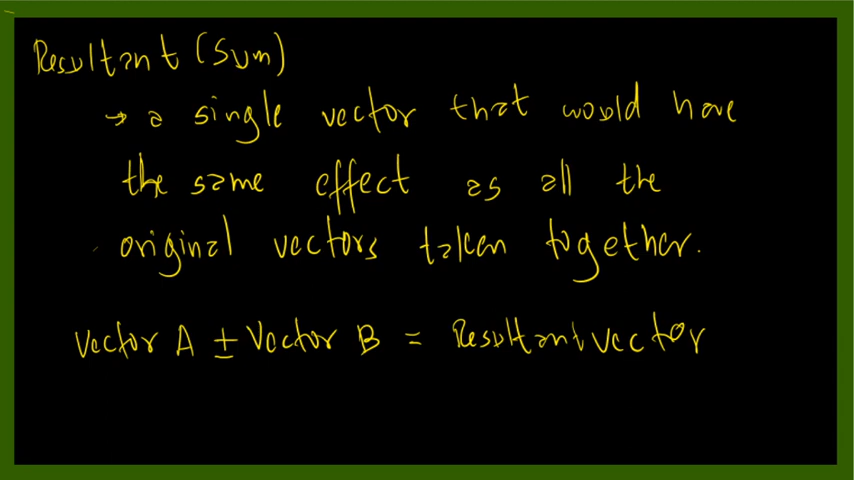 Resultant (Sum)
→ a single vector that would have
the same effect as all the
original vectors taken together.
Vector A ± Vector B = Resultant vector